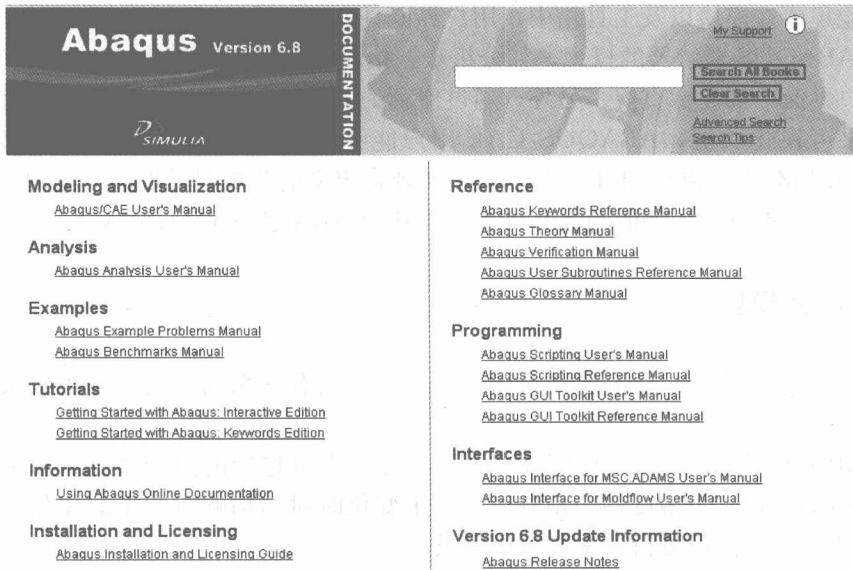 Abaqus Version 6.8
DOCUMENTATION
SIMULIA
My Support
i
Search All Books
Clear Search
Advanced Search
Search Tips
Modeling and Visualization
Abaqus/CAE User's Manual
Analysis
Abaqus Analysis User's Manual
Examples
Abaqus Example Problems Manual
Abaqus Benchmarks Manual
Tutorials
Getting Started with Abaqus: Interactive Edition
Getting Started with Abaqus: Keywords Edition
Information
Using Abaqus Online Documentation
Installation and Licensing
Abaqus Installation and Licensing Guide
Reference
Abaqus Keywords Reference Manual
Abaqus Theory Manual
Abaqus Verification Manual
Abaqus User Subroutines Reference Manual
Abaqus Glossary Manual
Programming
Abaqus Scripting User's Manual
Abaqus Scripting Reference Manual
Abaqus GUI Toolkit User's Manual
Abaqus GUI Toolkit Reference Manual
Interfaces
Abaqus Interface for MSC.ADAMS User's Manual
Abaqus Interface for Moldflow User's Manual
Version 6.8 Update Information
Abaqus Release Notes